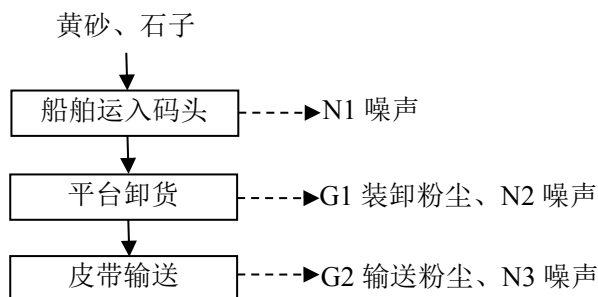 黄砂、石子
船舶运入码头
N1 噪声
平台卸货
G1 装卸粉尘、N2 噪声
皮带输送
G2 输送粉尘、N3 噪声